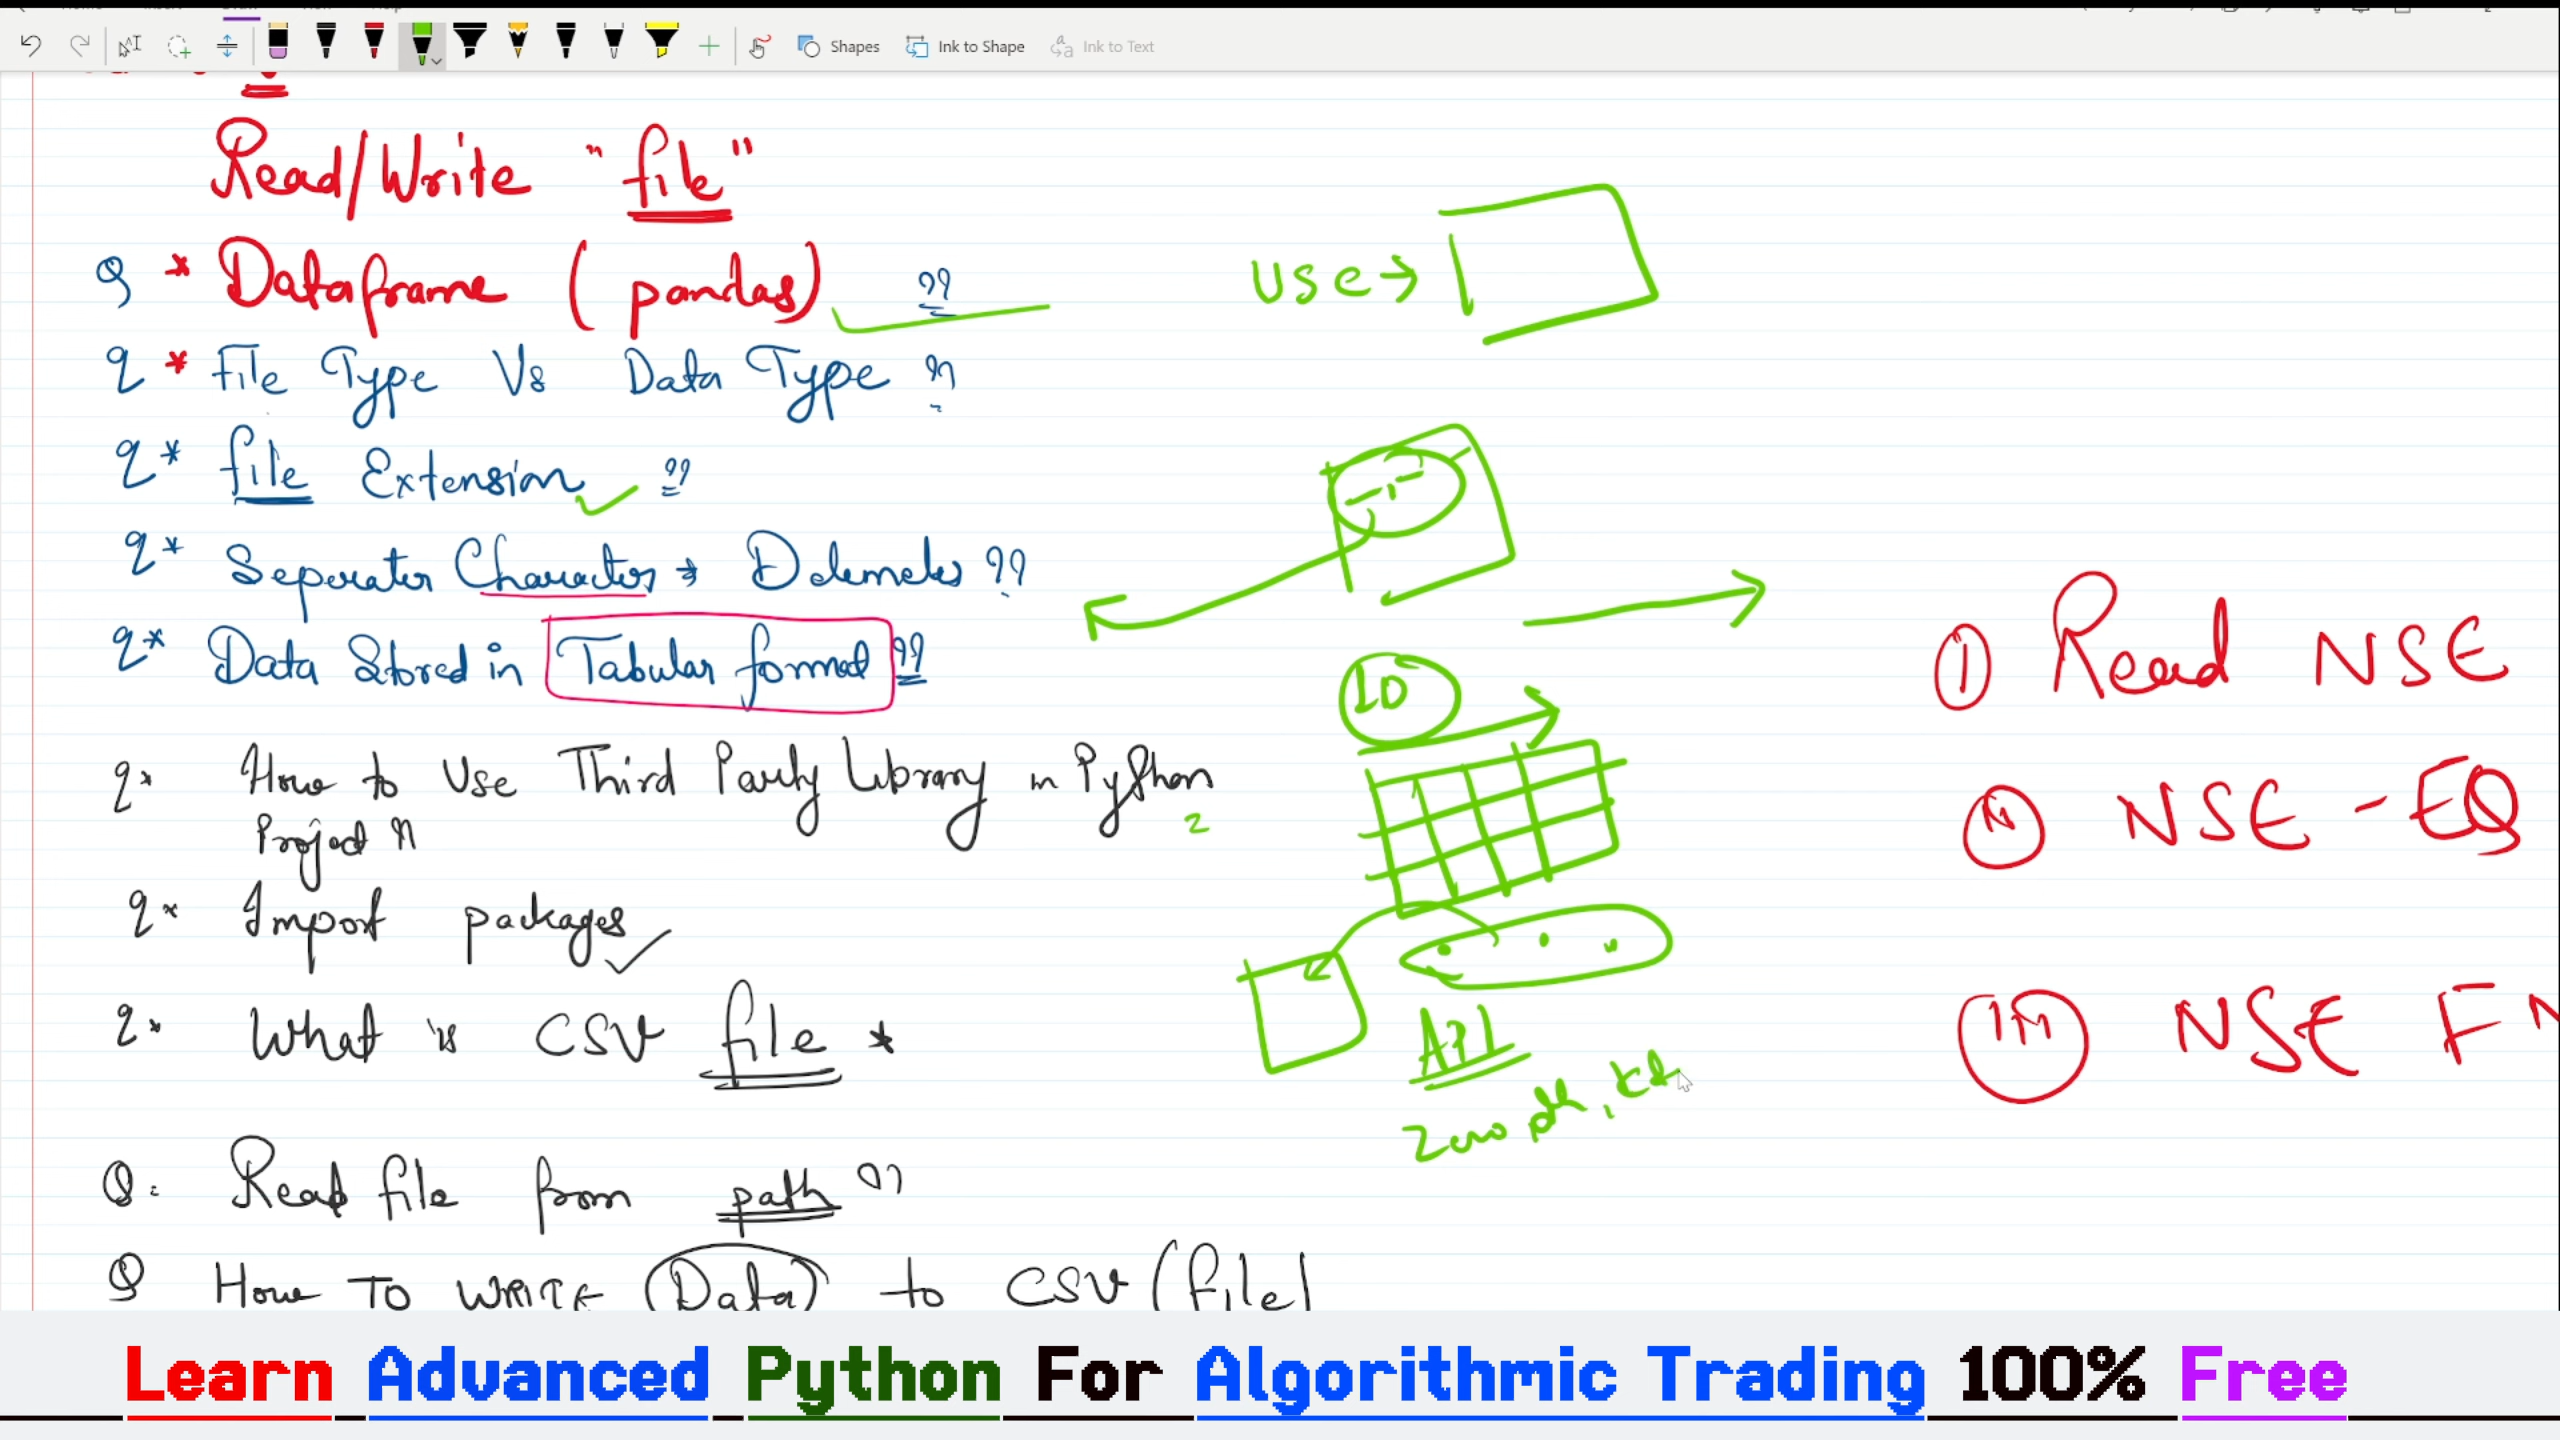 Shapes Ink to Shape Ink to Text
Read/Write "file"
Q * Dataframe (pandas) ??
q * File Type Vs Data Type ??
q* file Extension ??
q* Seperater Character → ??
q* Data Stored in Tabular format ??
q* How to Use Third Party Library in Python
Project ??
q* Import packages
q* What is CSV file *
Q. Read file from path ??
Q How To WRITE (Data) to CSV (file)
Use →
1D
API
① Read NSE
NSE - EQ
NSE
Learn Advanced Python For Algorithmic Trading 100% Free